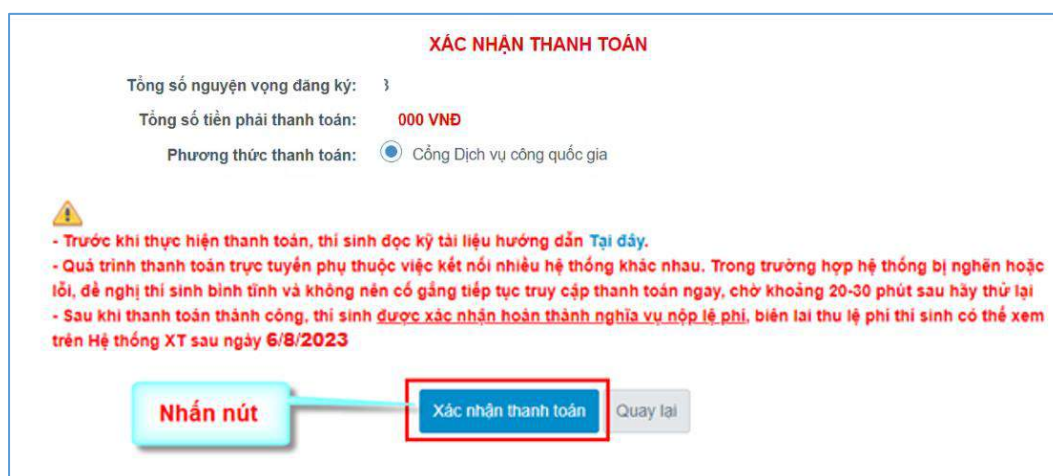 XÁC NHẬN THANH TOÁN
Tổng số nguyện vọng đăng ký:
Tổng số tiền phải thanh toán: 000 VNĐ
Phương thức thanh toán: Cổng Dịch vụ công quốc gia
- Trước khi thực hiện thanh toán, thí sinh đọc kỹ tài liệu hướng dẫn Tại đây.
- Quá trình thanh toán trực tuyến phụ thuộc việc kết nối nhiều hệ thống khác nhau. Trong trường hợp hệ thống bị nghẽn hoặc
lỗi, đề nghị thí sinh bình tĩnh và không nên cố gắng tiếp tục truy cập thanh toán ngay, chờ khoảng 20-30 phút sau hãy thử lại
- Sau khi thanh toán thành công, thí sinh được xác nhận hoàn thành nghĩa vụ nộp lệ phí, biên lai thu lệ phí thí sinh có thể xem
trên Hệ thống XT sau ngày 6/8/2023
Nhấn nút Xác nhận thanh toán Quay lại